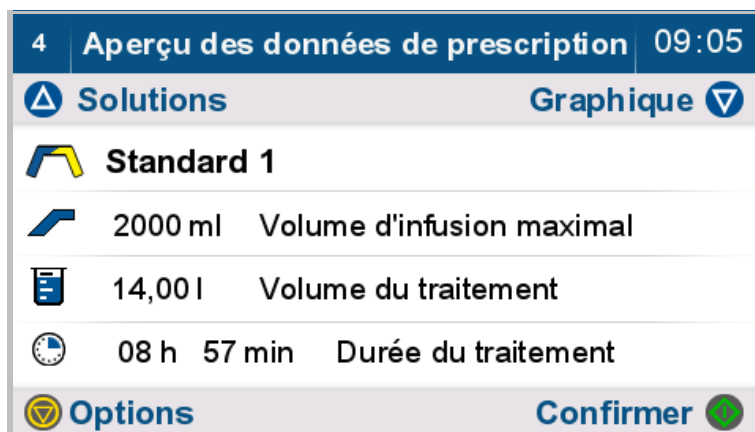 4 Aperçu des données de prescription 09:05
Solutions Graphique
Standard 1
2000 ml Volume d'infusion maximal
14,00 l Volume du traitement
08 h 57 min Durée du traitement
Options Confirmer